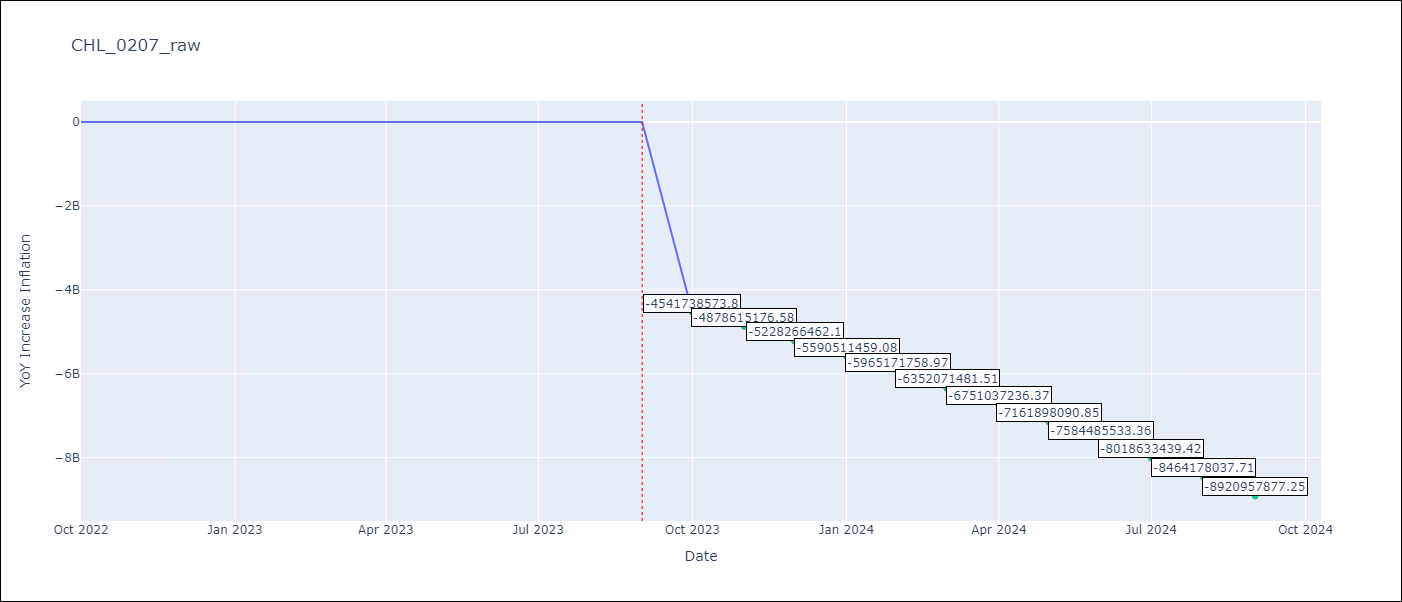 CHL_0207_raw
YoY Increase Inflation
0
−2B
−4B
−6B
−8B
-4541738573.8
-4878615176.58
-5228266462.1
-5590511459.08
-5965171758.97
-6352071481.51
-6751037236.37
-7161898090.85
-7584485533.36
-8018633439.42
-8464178037.71
-8920957877.25
Oct 2022
Jan 2023
Apr 2023
Jul 2023
Oct 2023
Jan 2024
Apr 2024
Jul 2024
Oct 2024
Date